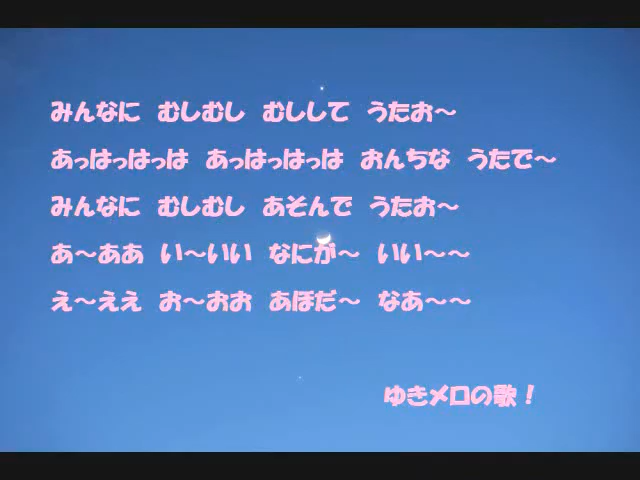 みんなに むしむし むしして うたお～
あっはっはっは あっはっはっは おんちな うたで～
みんなに むしむし あそんで うたお～
あ～ああ い～いい なにが～ いい～～
え～ええ お～おお あほだ～ なあ～～
ゆきメロの歌！